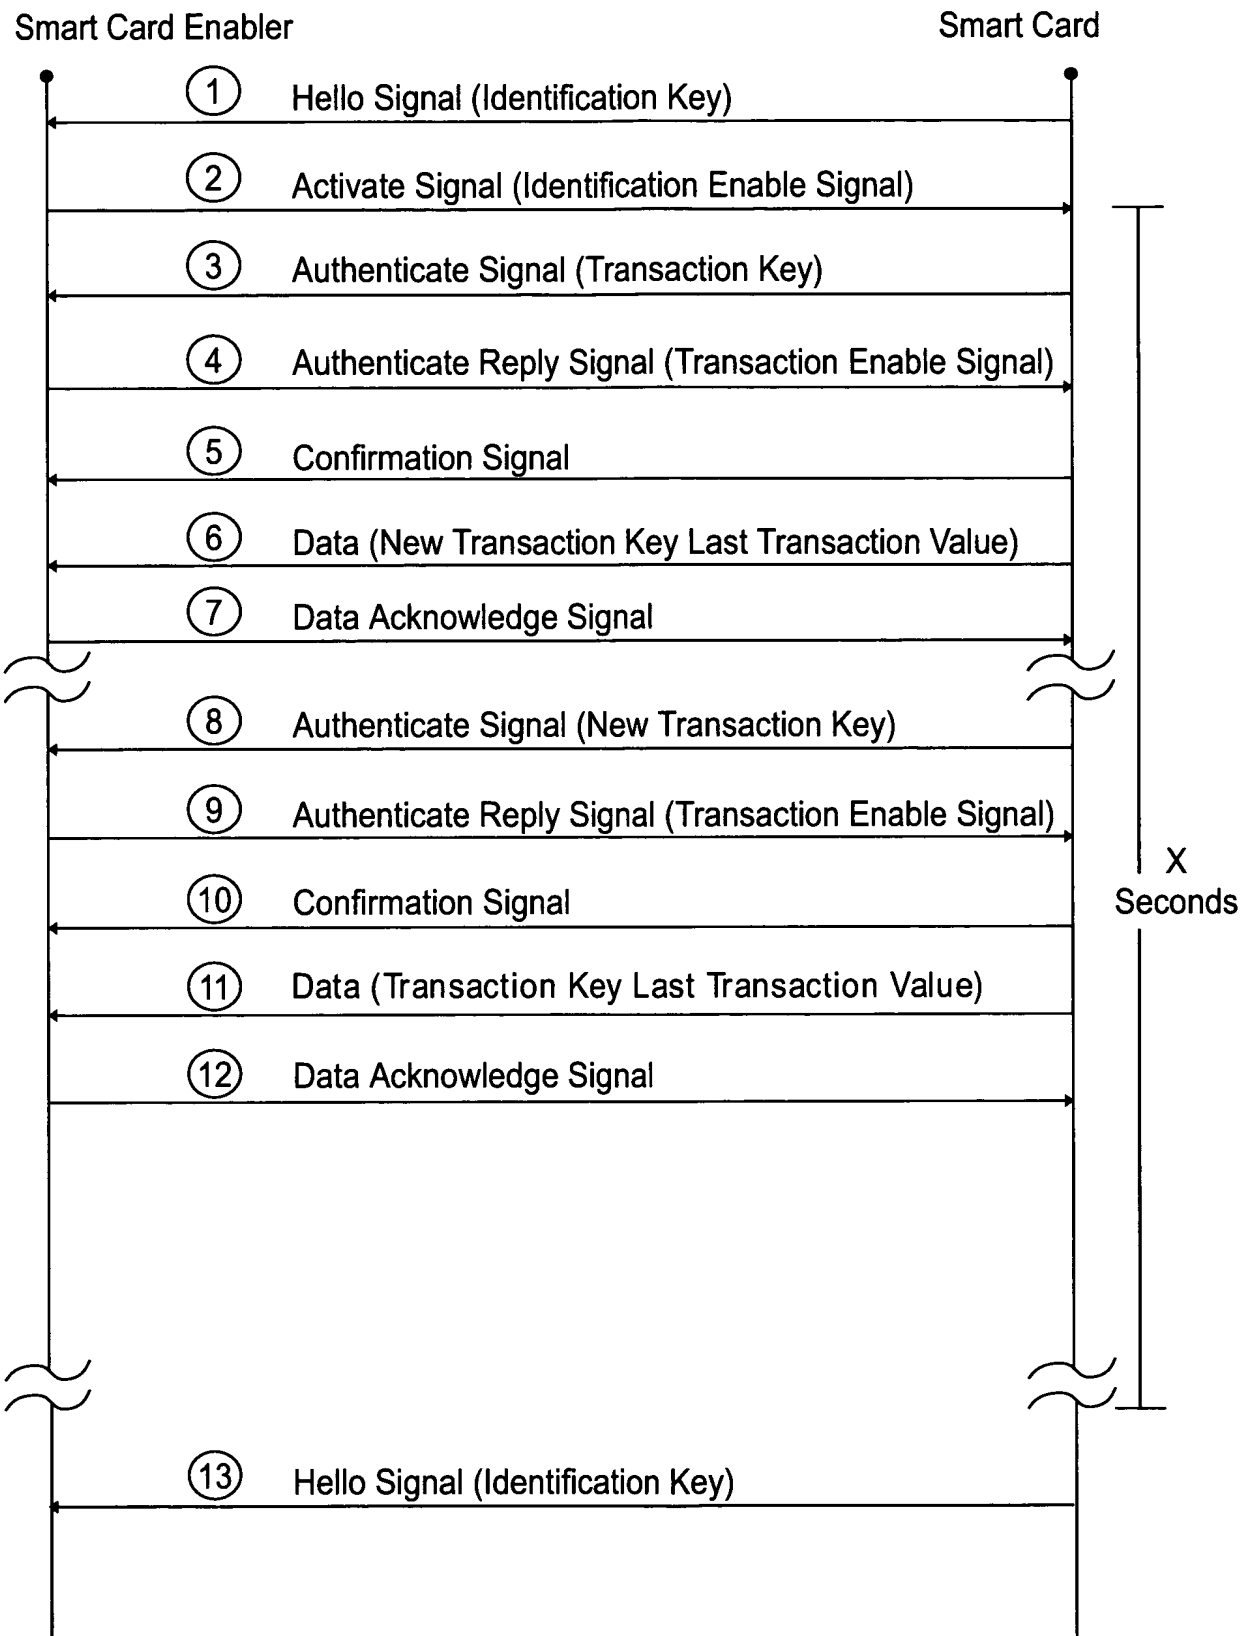 Smart Card Enabler
Smart Card
1 Hello Signal (Identification Key)
2 Activate Signal (Identification Enable Signal)
3 Authenticate Signal (Transaction Key)
4 Authenticate Reply Signal (Transaction Enable Signal)
5 Confirmation Signal
6 Data (New Transaction Key Last Transaction Value)
7 Data Acknowledge Signal
8 Authenticate Signal (New Transaction Key)
9 Authenticate Reply Signal (Transaction Enable Signal)
X
Seconds
10 Confirmation Signal
11 Data (Transaction Key Last Transaction Value)
12 Data Acknowledge Signal
13 Hello Signal (Identification Key)